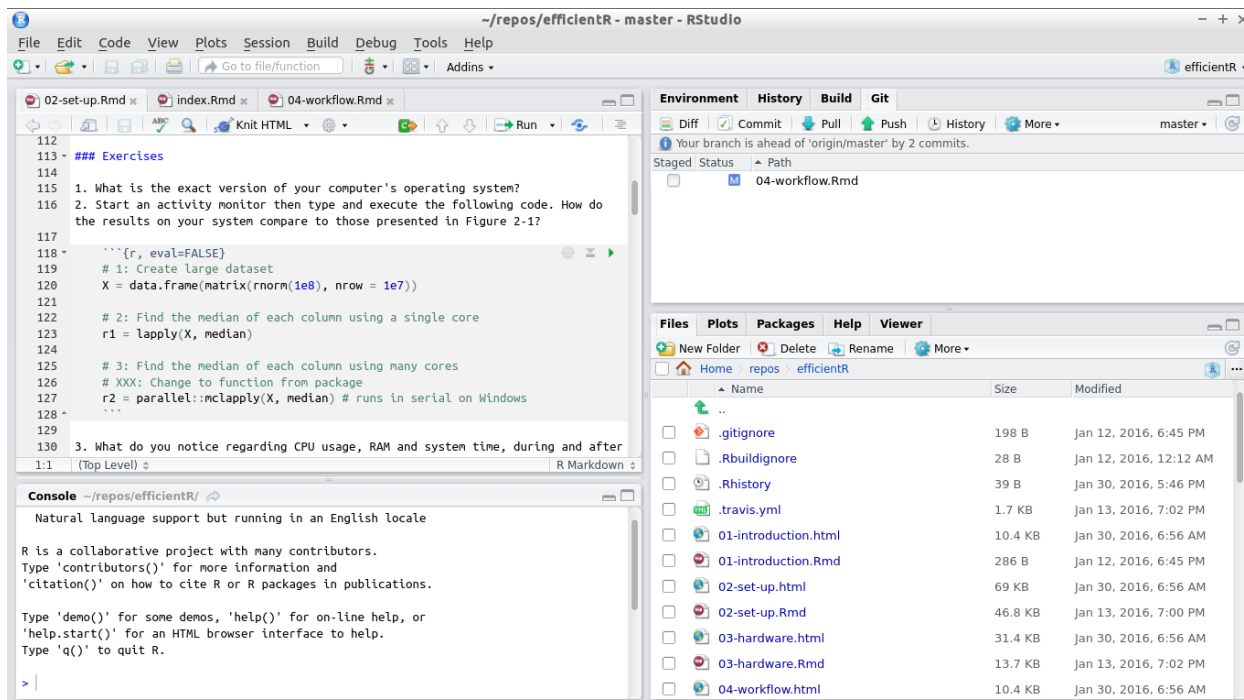 ~/repos/efficientR - master - RStudio
File Edit Code View Plots Session Build Debug Tools Help
Go to file/function Addins efficientR
02-set-up.Rmd index.Rmd 04-workflow.Rmd
ABC Knit HTML Run
112
113 ### Exercises
114
115 1. What is the exact version of your computer's operating system?
116 2. Start an activity monitor then type and execute the following code. How do
the results on your system compare to those presented in Figure 2-1?
117
118 ```{r, eval=FALSE}
119 # 1: Create large dataset
120 X = data.frame(matrix(rnorm(1e8), nrow = 1e7))
121
122 # 2: Find the median of each column using a single core
123 r1 = lapply(X, median)
124
125 # 3: Find the median of each column using many cores
126 # XXX: Change to function from package
127 r2 = parallel::mclapply(X, median) # runs in serial on Windows
128 ```
129
130 3. What do you notice regarding CPU usage, RAM and system time, during and after
1:1 (Top Level) R Markdown
Console ~/repos/efficientR/
Natural language support but running in an English locale
R is a collaborative project with many contributors.
Type 'contributors()' for more information and
'citation()' on how to cite R or R packages in publications.
Type 'demo()' for some demos, 'help()' for on-line help, or
'help.start()' for an HTML browser interface to help.
Type 'q()' to quit R.
>
Environment History Build Git
Diff Commit Pull Push History More master
Your branch is ahead of 'origin/master' by 2 commits.
Staged Status Path
M 04-workflow.Rmd
Files Plots Packages Help Viewer
New Folder Delete Rename More
Home repos efficientR R ...
Name Size Modified
..
.gitignore 198 B Jan 12, 2016, 6:45 PM
.Rbuildignore 28 B Jan 12, 2016, 12:12 AM
.Rhistory 39 B Jan 30, 2016, 5:46 PM
.travis.yml 1.7 KB Jan 13, 2016, 7:02 PM
01-introduction.html 10.4 KB Jan 30, 2016, 6:56 AM
01-introduction.Rmd 286 B Jan 12, 2016, 6:45 PM
02-set-up.html 69 KB Jan 30, 2016, 6:56 AM
02-set-up.Rmd 46.8 KB Jan 13, 2016, 7:00 PM
03-hardware.html 31.4 KB Jan 30, 2016, 6:56 AM
03-hardware.Rmd 13.7 KB Jan 13, 2016, 7:02 PM
04-workflow.html 10.4 KB Jan 30, 2016, 6:56 AM